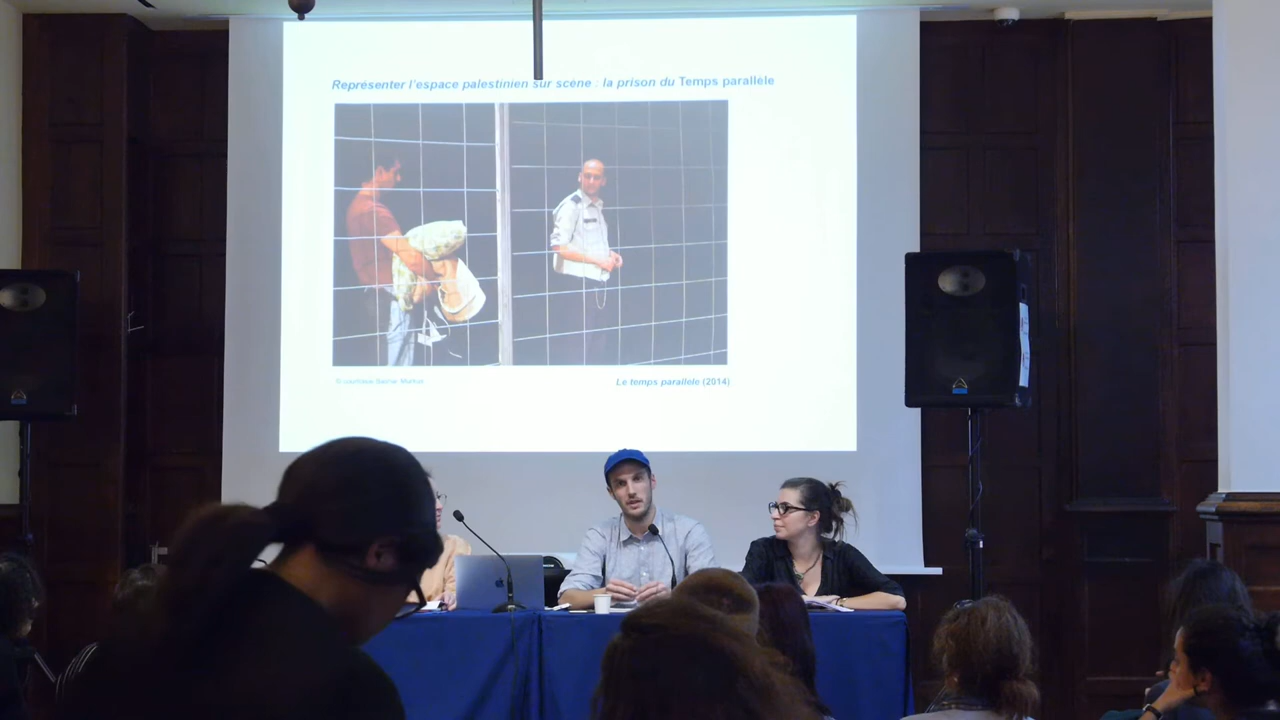 Représenter l'espace palestinien sur scène : la prison du Temps parallèle
Le temps parallèle (2014)